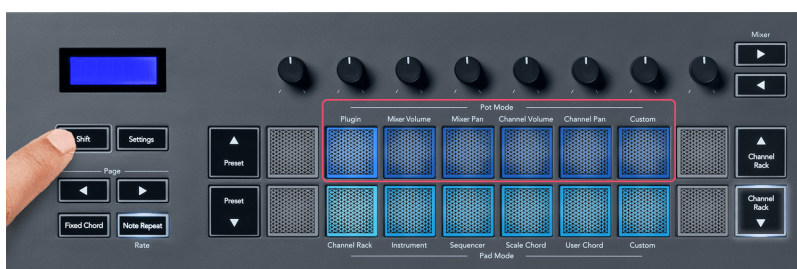 Mixer
Pot Mode
Plugin Mixer Volume Mixer Pan Channel Volume Channel Pan Custom
Shift Settings
Preset
Channel
Rack
Page
Preset
Channel
Rack
Fixed Chord Note Repeat
Rate
Channel Rack Instrument Sequencer Scale Chord User Chord Custom
Pad Mode